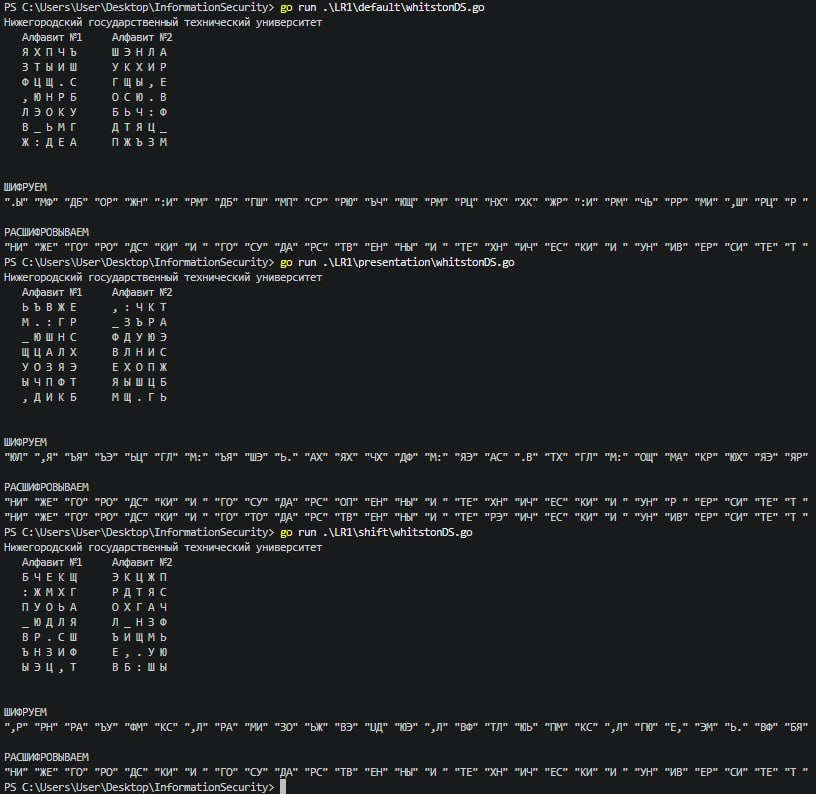 PS C:\Users\User\Desktop\InformationSecurity> go run .\LR1\default\whitstonDS.go
Нижегородский государственный технический университет
Алфавит №1 Алфавит №2
Я Х П Ч Ъ Ш Э Н Л А
З Т Ы И Ш У К Х И Р
Ф Ц Щ . С Г Щ Ы , Е
, Ю Н Р Б О С Ю . В
Л Э О К У Б Ь Ч : Ф
В _ Ь М Г Д Т Я Ц _
Ж : Д Е А П Ж Ъ З М
ШИФРУЕМ
".Ы" "МФ" "ДБ" "ОР" "ЖН" ":И" "РМ" "ДБ" "ГШ" "МП" "СР" "РЮ" "ЪЧ" "ЮЩ" "РМ" "РЦ" "НХ" "ХК" "ЖР" ":И" "РМ" "ЧЪ" "РР" "МИ" ",Ш" "РЦ" "Р "
РАСШИФРОВЫВАЕМ
"НИ" "ЖЕ" "ГО" "РО" "ДС" "КИ" "И " "ГО" "СУ" "ДА" "РС" "ТВ" "ЕН" "НЫ" "И " "ТЕ" "ХН" "ИЧ" "ЕС" "КИ" "И " "УН" "ИВ" "ЕР" "СИ" "ТЕ" "Т "
PS C:\Users\User\Desktop\InformationSecurity> go run .\LR1\presentation\whitstonDS.go
Нижегородский государственный технический университет
Алфавит №1 Алфавит №2
Ь Ъ В Ж Е , : Ч К Т
М . : Г Р _ З Ъ Р А
_ Ю Ш Н С Ф Д У Ю Э
Щ Ц А Л Х В Л Н И С
У О З Я Э Е Х О П Ж
Ы Ч П Ф Т Я Ы Ш Ц Б
, Д И К Б М Щ . Г Ь
ШИФРУЕМ
"ЮЛ" ",Я" "ЪЯ" "ЪЭ" "ЬЦ" "ГЛ" "М:" "ЪЯ" "ШЭ" "Ь." "АХ" "ЯХ" "ЧХ" "ДФ" "М:" "ЯЭ" "АС" ".В" "ТХ" "ГЛ" "М:" "ОЩ" "МА" "КР" "ЮХ" "ЯЭ" "ЯР"
РАСШИФРОВЫВАЕМ
"НИ" "ЖЕ" "ГО" "РО" "ДС" "КИ" "И " "ГО" "СУ" "ДА" "РС" "ОП" "ЕН" "НЫ" "И " "ТЕ" "ХН" "ИЧ" "ЕС" "КИ" "И " "УН" "Р " "ЕР" "СИ" "ТЕ" "Т "
"НИ" "ЖЕ" "ГО" "РО" "ДС" "КИ" "И " "ГО" "ТО" "ДА" "РС" "ТВ" "ЕН" "НЫ" "И " "ТЕ" "РЭ" "ИЧ" "ЕС" "КИ" "И " "УН" "ИВ" "ЕР" "СИ" "ТЕ" "Т "
PS C:\Users\User\Desktop\InformationSecurity> go run .\LR1\shift\whitstonDS.go
Нижегородский государственный технический университет
Алфавит №1 Алфавит №2
Б Ч Е К Щ Э К Ц Ж П
: Ж М Х Г Р Д Т Я С
П У О Ь А О Х Г А Ч
_ Ю Д Л Я Л _ Н З Ф
В Р . С Ш Ъ И Щ М Ь
Ъ Н З И Ф Е , . У Ю
Ы Э Ц , Т В Б : Ш Ы
ШИФРУЕМ
",Р" "РН" "РА" "ЪУ" "ФМ" "КС" ",Л" "РА" "МИ" "ЗО" "ЬЖ" "ВЭ" "ЦД" "ЮЭ" ",Л" "ВФ" "ТЛ" "ЮЬ" "ПМ" "КС" ",Л" "ГЮ" "Е," "ЭМ" "Ь." "ВФ" "БЯ"
РАСШИФРОВЫВАЕМ
"НИ" "ЖЕ" "ГО" "РО" "ДС" "КИ" "И " "ГО" "СУ" "ДА" "РС" "ТВ" "ЕН" "НЫ" "И " "ТЕ" "ХН" "ИЧ" "ЕС" "КИ" "И " "УН" "ИВ" "ЕР" "СИ" "ТЕ" "Т "
PS C:\Users\User\Desktop\InformationSecurity>